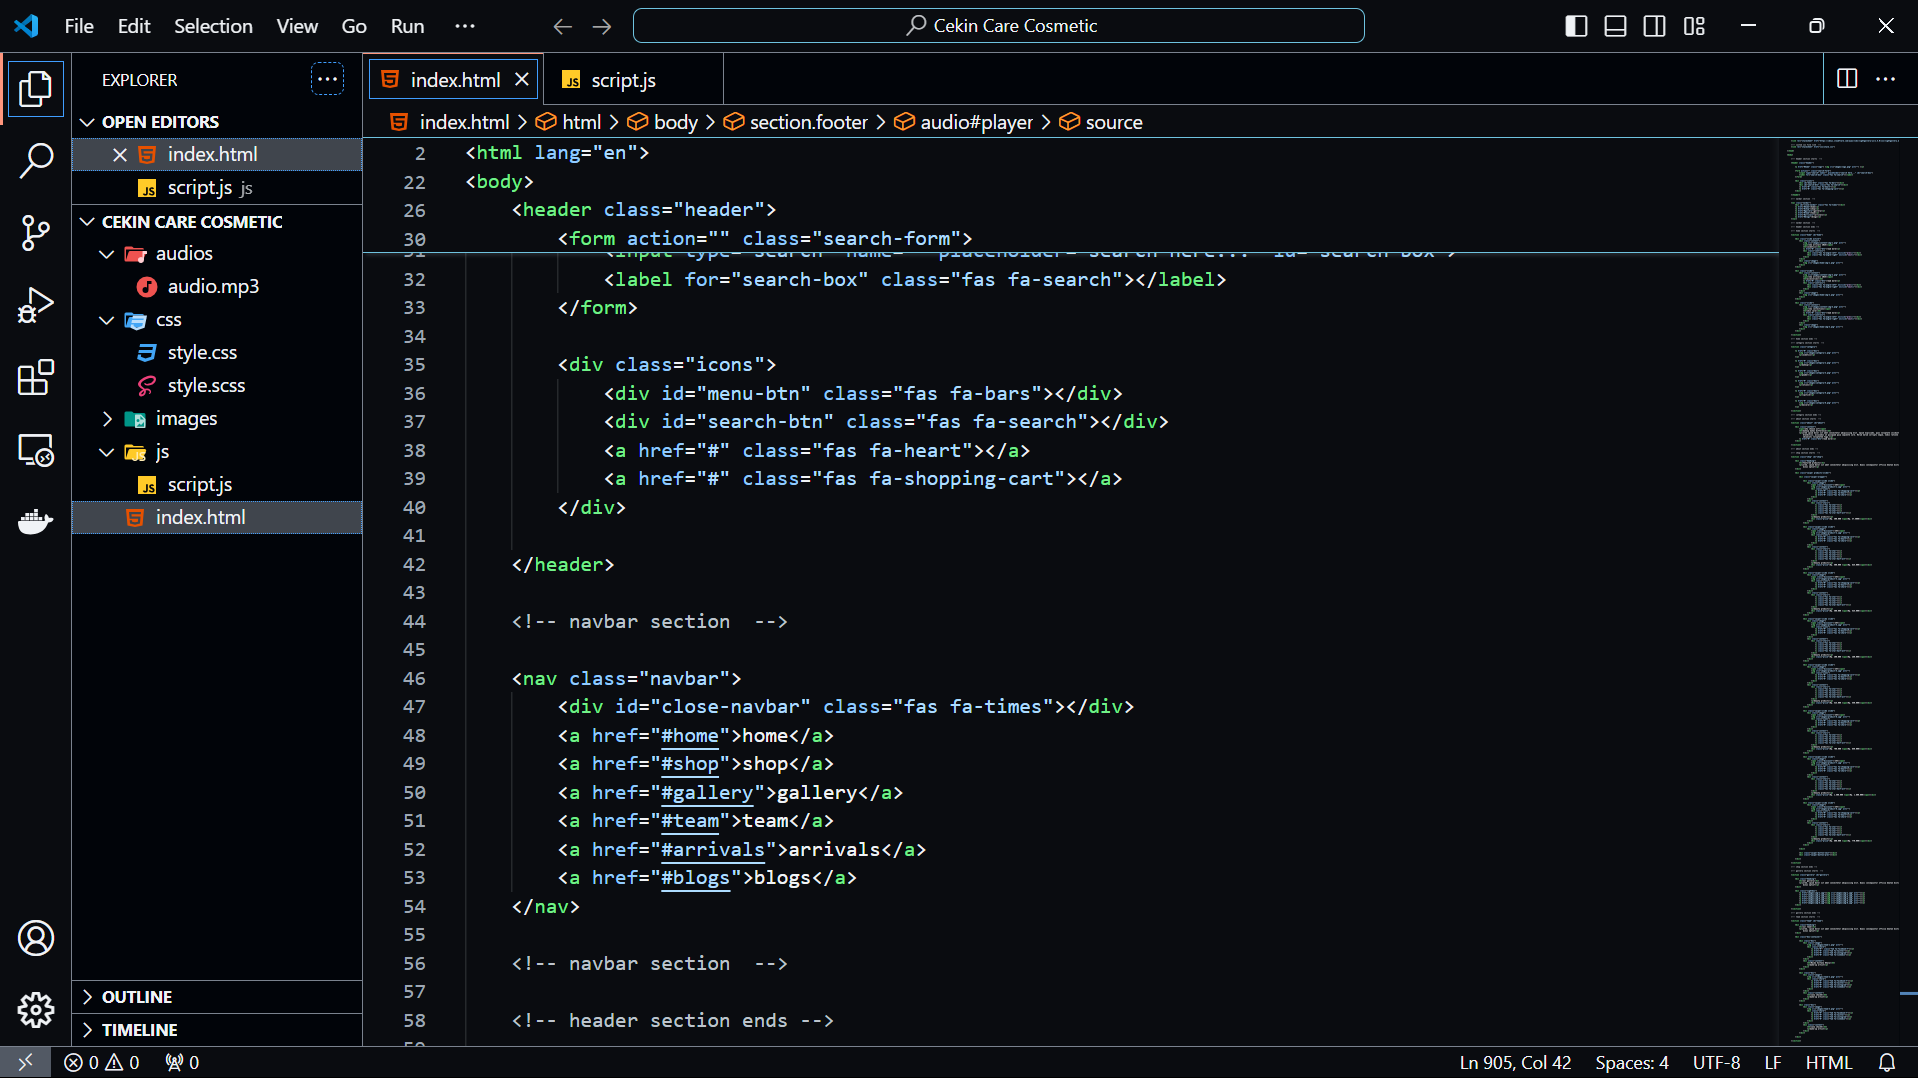 File Edit Selection View Go Run
Cekin Care Cosmetic
EXPLORER
OPEN EDITORS
index.html
script.js js
CEKIN CARE COSMETIC
audios
audio.mp3
css
style.css
style.scss
images
js
script.js
index.html
OUTLINE
TIMELINE
index.html
script.js
index.html > html > body > section.footer > audio#player > source
2 <html lang="en">
22 <body>
26 <header class="header">
30 <form action="" class="search-form">
32 <label for="search-box" class="fas fa-search"></label>
33 </form>
34
35 <div class="icons">
36 <div id="menu-btn" class="fas fa-bars"></div>
37 <div id="search-btn" class="fas fa-search"></div>
38 <a href="#" class="fas fa-heart"></a>
39 <a href="#" class="fas fa-shopping-cart"></a>
40 </div>
41
42 </header>
43
44 <!-- navbar section  -->
45
46 <nav class="navbar">
47 <div id="close-navbar" class="fas fa-times"></div>
48 <a href="#home">home</a>
49 <a href="#shop">shop</a>
50 <a href="#gallery">gallery</a>
51 <a href="#team">team</a>
52 <a href="#arrivals">arrivals</a>
53 <a href="#blogs">blogs</a>
54 </nav>
55
56 <!-- navbar section  -->
57
58 <!-- header section ends -->
0 0 0
Ln 905, Col 42 Spaces: 4 UTF-8 LF HTML